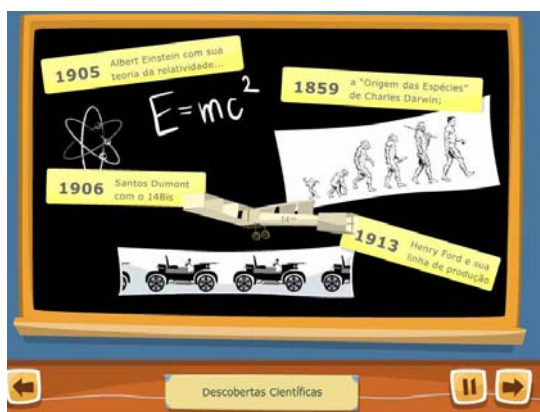 1905 Albert Einstein com sua
teoria da relatividade...
E=mc²
1859 a "Origem das Espécies"
de Charles Darwin;
1906 Santos Dumont
com o 14Bis
14
1913 Henry Ford e sua
linha de produção
Descobertas Científicas